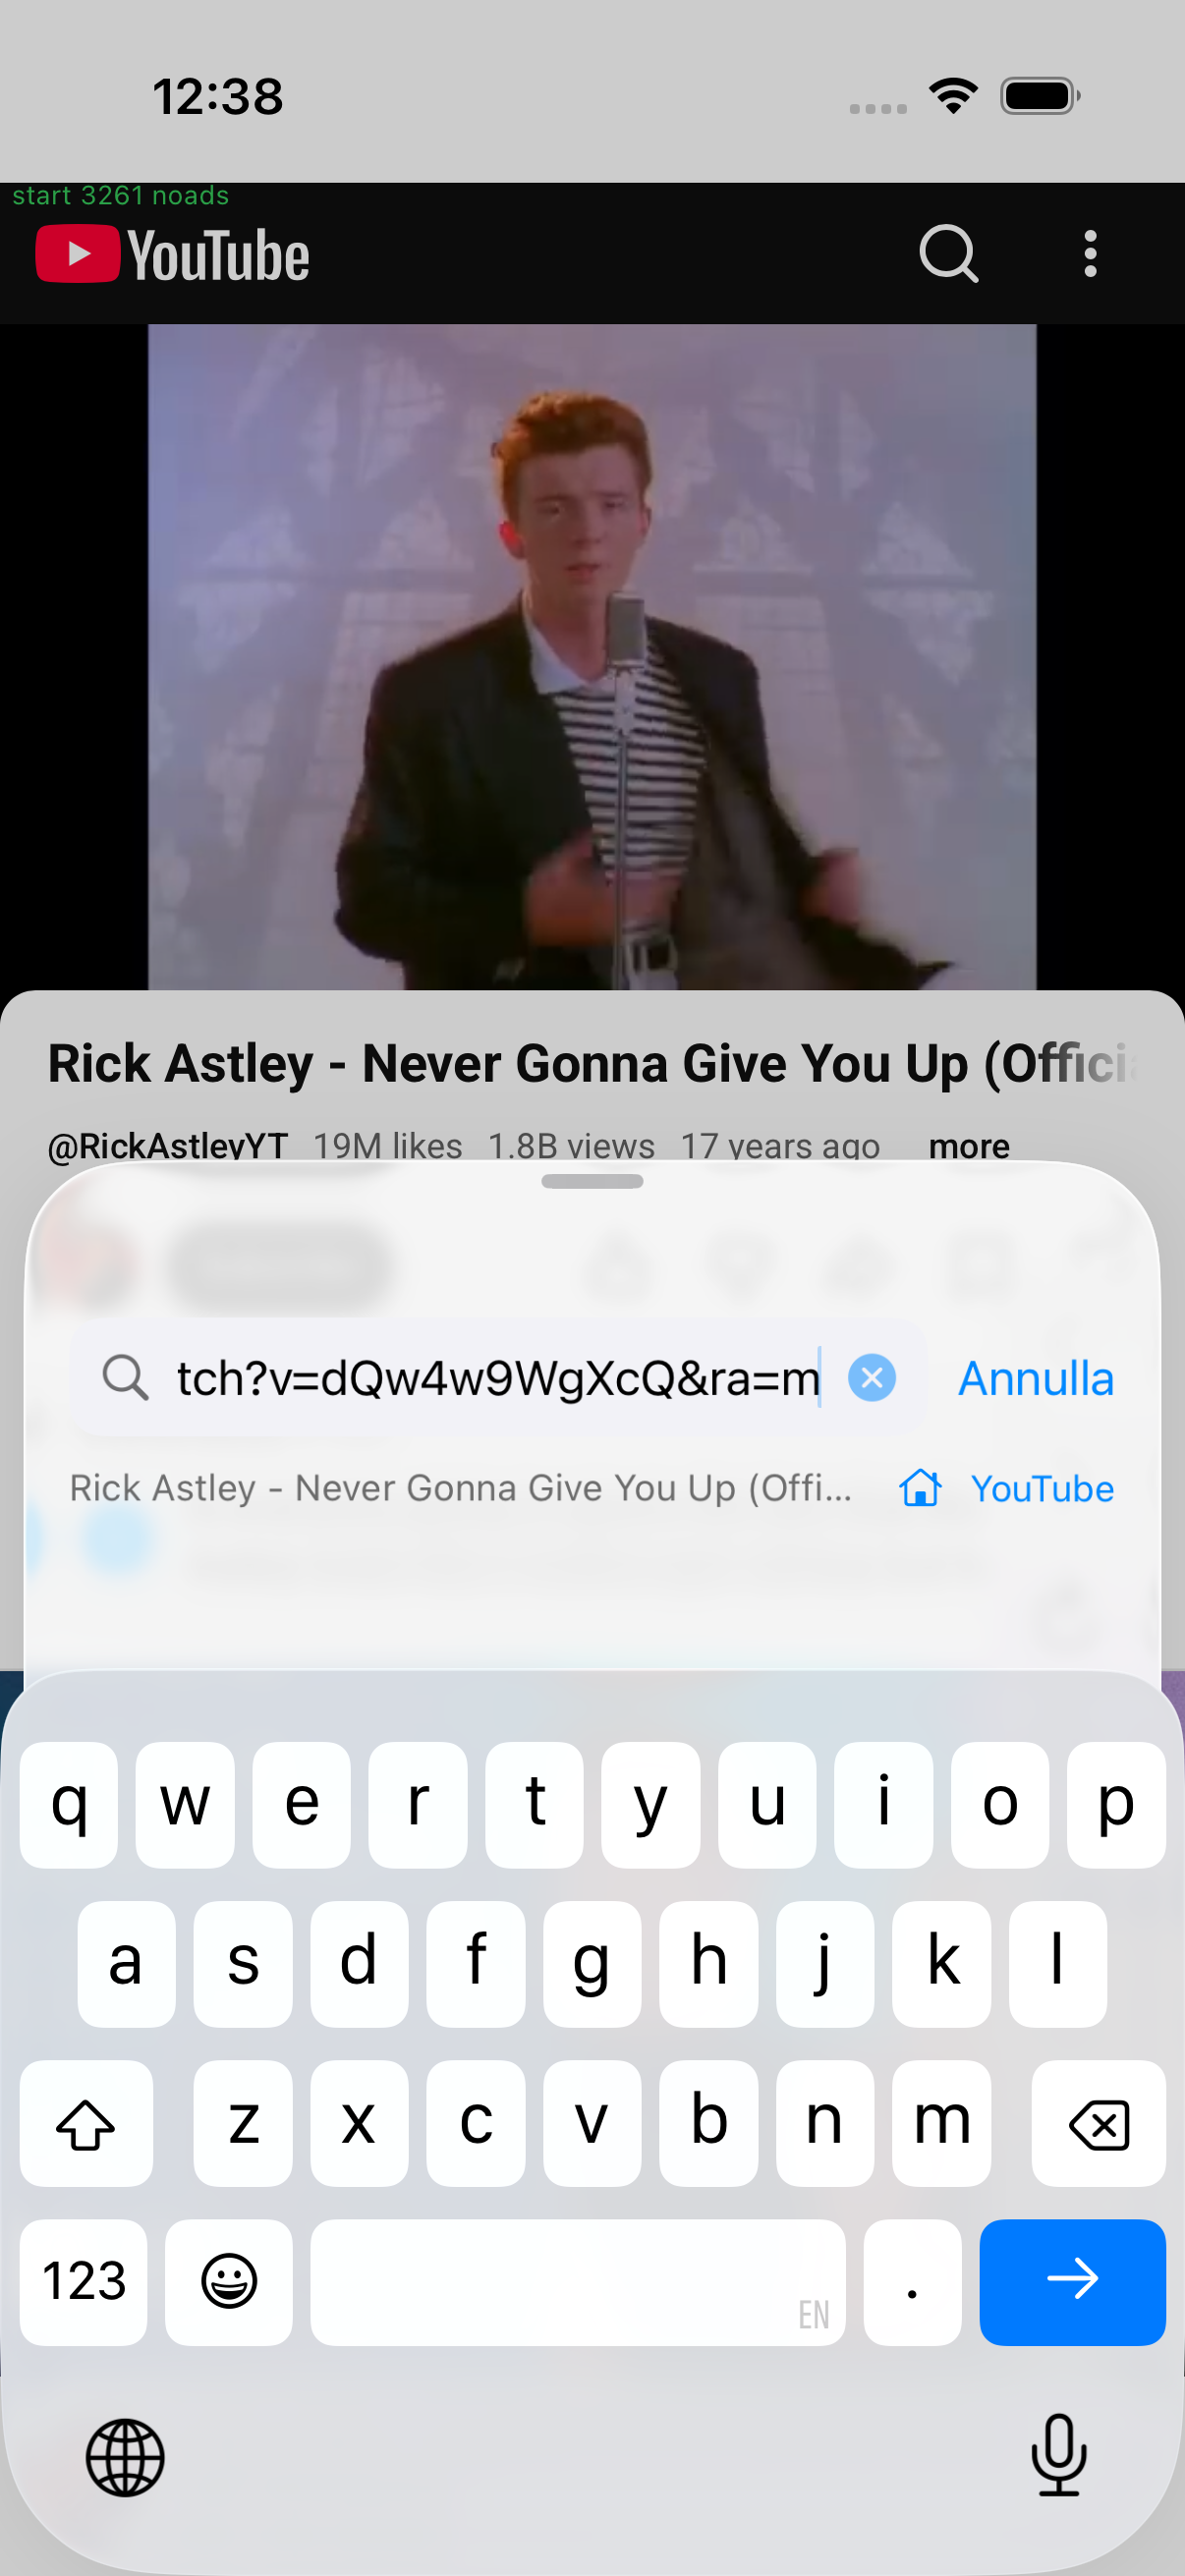 12:38
start 3261 noads
YouTube
Rick Astley - Never Gonna Give You Up (Offici
@RickAstleyYT 19M likes 1.8B views 17 years ago more
tch?v=dQw4w9WgXcQ&ra=m Annulla
Rick Astley - Never Gonna Give You Up (Offi... YouTube
q w e r t y u i o p
a s d f g h j k l
z x c v b n m
123 . EN